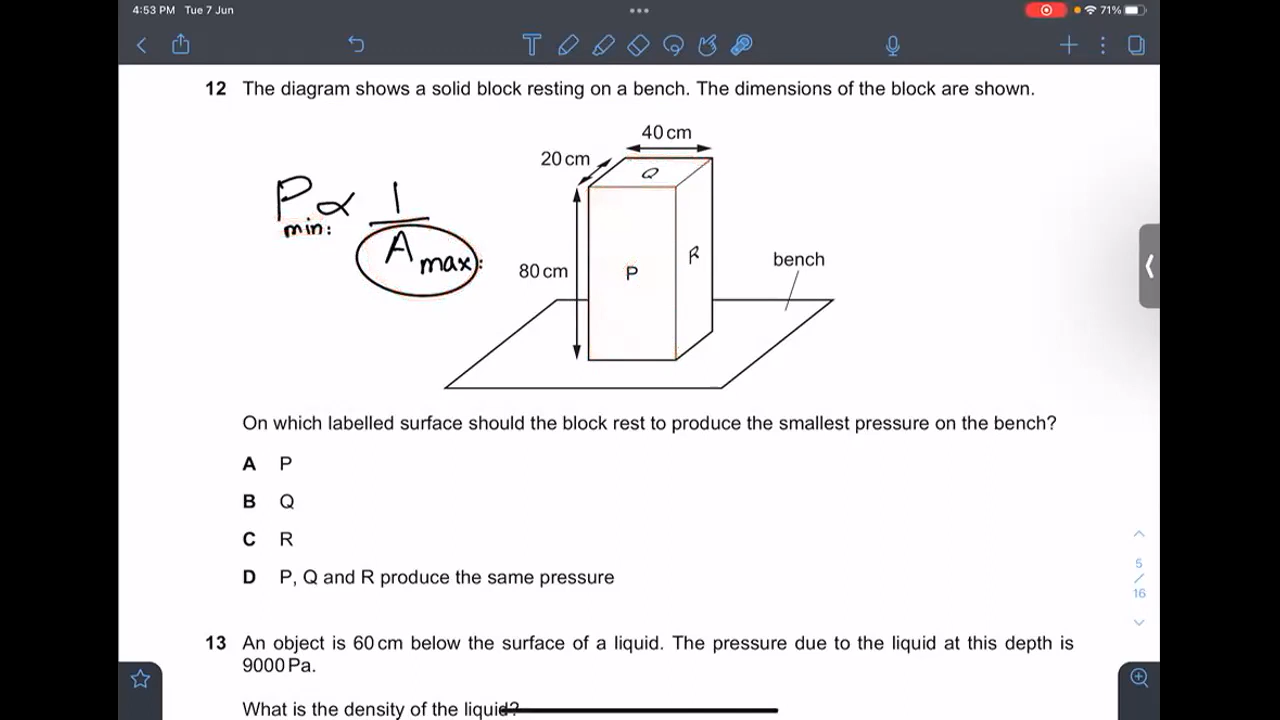 4:53 PM Tue 7 Jun
71%
12 The diagram shows a solid block resting on a bench. The dimensions of the block are shown.
40 cm
20 cm
Q
P ∝ 1
min:
A max:
80 cm
P
R
bench
On which labelled surface should the block rest to produce the smallest pressure on the bench?
A P
B Q
C R
D P, Q and R produce the same pressure
5
/
16
13 An object is 60 cm below the surface of a liquid. The pressure due to the liquid at this depth is
9000 Pa.
What is the density of the liquid?